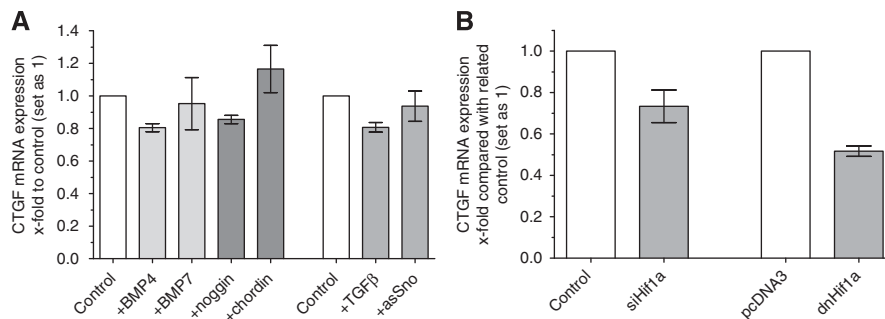 A
CTGF mRNA expression
x-fold to control (set as 1)
1.4
1.2
1.0
0.8
0.6
0.4
0.2
0.0
Control
+BMP4
+BMP7
+noggin
+chordin
Control
+TGFβ
+asSno
B
CTGF mRNA expression
x-fold compared with related
control (set as 1)
1.0
0.8
0.6
0.4
0.2
0.0
Control
siHif1a
pcDNA3
dnHif1a